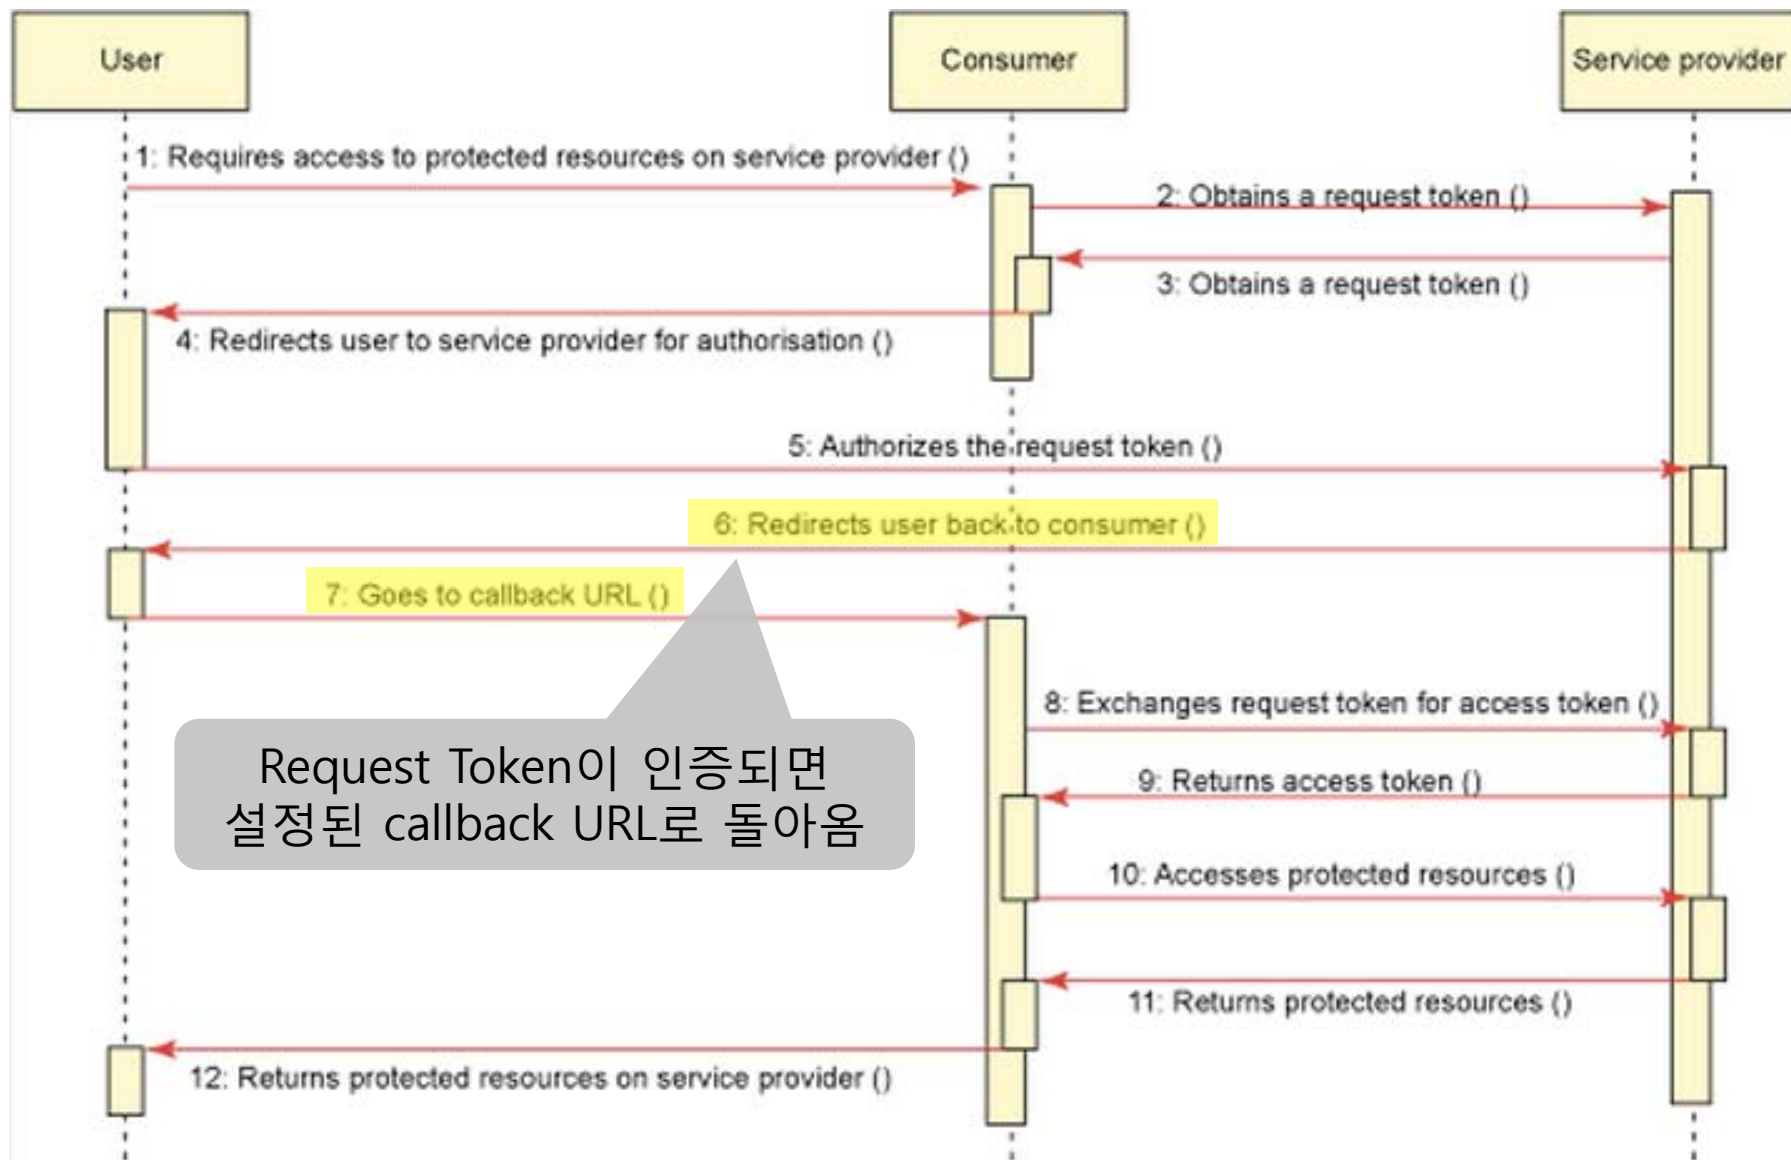 User
Consumer
Service provider
1: Requires access to protected resources on service provider ()
2: Obtains a request token ()
3: Obtains a request token ()
4: Redirects user to service provider for authorisation ()
5: Authorizes the request token ()
6: Redirects user back to consumer ()
7: Goes to callback URL ()
Request Token이 인증되면
설정된 callback URL로 돌아옴
8: Exchanges request token for access token ()
9: Returns access token ()
10: Accesses protected resources ()
11: Returns protected resources ()
12: Returns protected resources on service provider ()